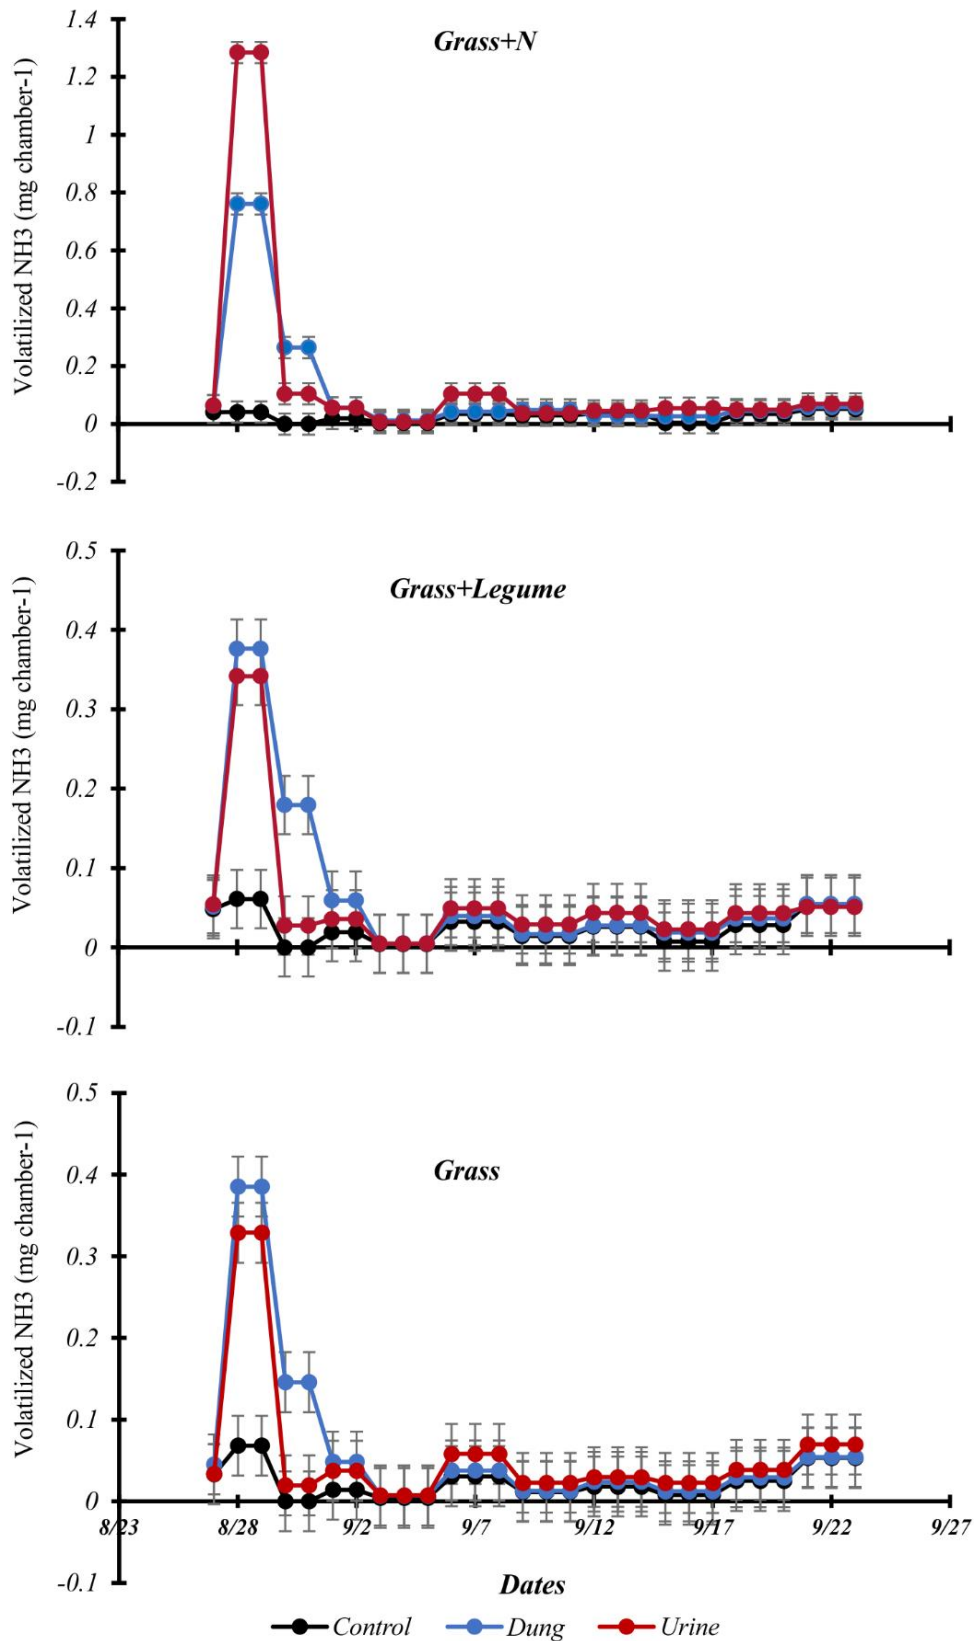 Grass+N
Volatilized NH3 (mg chamber-1)
1.4
1.2
1
0.8
0.6
0.4
0.2
0
-0.2
Grass+Legume
Volatilized NH3 (mg chamber-1)
0.5
0.4
0.3
0.2
0.1
0
-0.1
Grass
Volatilized NH3 (mg chamber-1)
0.5
0.4
0.3
0.2
0.1
0
-0.1
8/23 8/28 9/2 9/7 9/12 9/17 9/22 9/27
Dates
Control Dung Urine